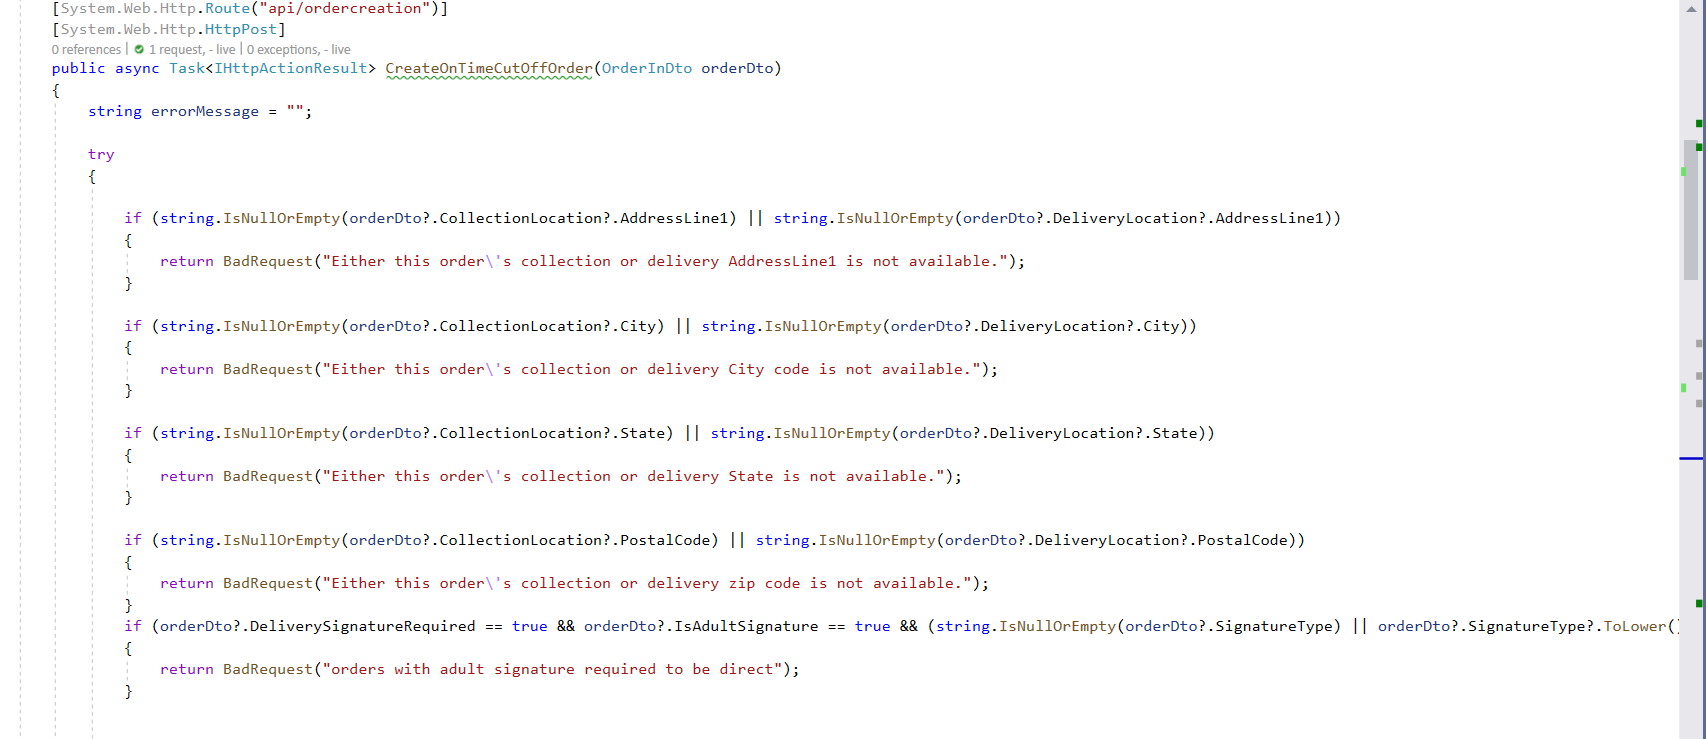 [System.Web.Http.Route("api/ordercreation")]
[System.Web.Http.HttpPost]
0 references | 1 request, - live | 0 exceptions, - live
public async Task<IHttpActionResult> CreateOnTimeCutOffOrder(OrderInDto orderDto)
{
string errorMessage = "";
try
{
if (string.IsNullOrEmpty(orderDto?.CollectionLocation?.AddressLine1) || string.IsNullOrEmpty(orderDto?.DeliveryLocation?.AddressLine1))
{
return BadRequest("Either this order\'s collection or delivery AddressLine1 is not available.");
}
if (string.IsNullOrEmpty(orderDto?.CollectionLocation?.City) || string.IsNullOrEmpty(orderDto?.DeliveryLocation?.City))
{
return BadRequest("Either this order\'s collection or delivery City code is not available.");
}
if (string.IsNullOrEmpty(orderDto?.CollectionLocation?.State) || string.IsNullOrEmpty(orderDto?.DeliveryLocation?.State))
{
return BadRequest("Either this order\'s collection or delivery State is not available.");
}
if (string.IsNullOrEmpty(orderDto?.CollectionLocation?.PostalCode) || string.IsNullOrEmpty(orderDto?.DeliveryLocation?.PostalCode))
{
return BadRequest("Either this order\'s collection or delivery zip code is not available.");
}
if (orderDto?.DeliverySignatureRequired == true && orderDto?.IsAdultSignature == true && (string.IsNullOrEmpty(orderDto?.SignatureType) || orderDto?.SignatureType?.ToLower()
{
return BadRequest("orders with adult signature required to be direct");
}